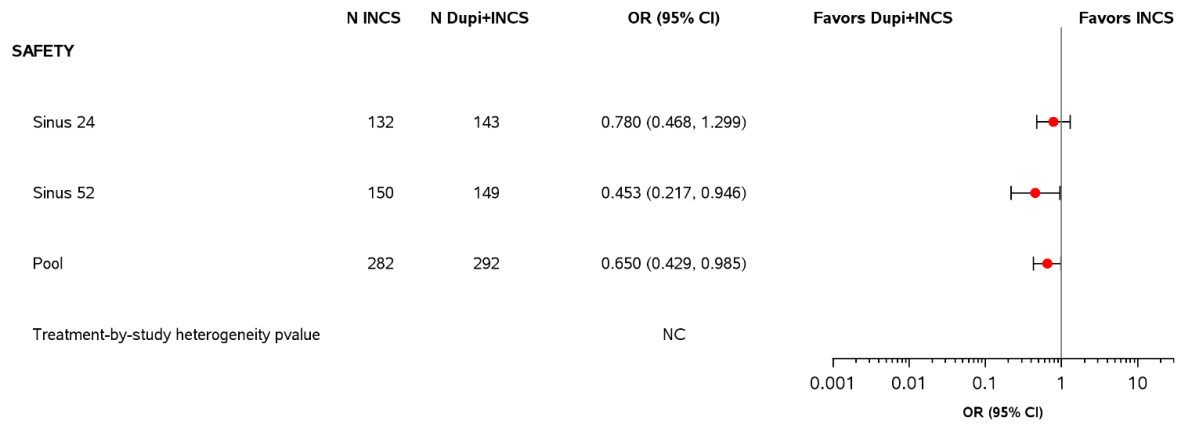 N INCS N Dupi+INCS OR (95% CI) Favors Dupi+INCS Favors INCS
SAFETY
Sinus 24 132 143 0.780 (0.468, 1.299)
Sinus 52 150 149 0.453 (0.217, 0.946)
Pool 282 292 0.650 (0.429, 0.985)
Treatment-by-study heterogeneity pvalue NC
0.001 0.01 0.1 1 10
OR (95% CI)